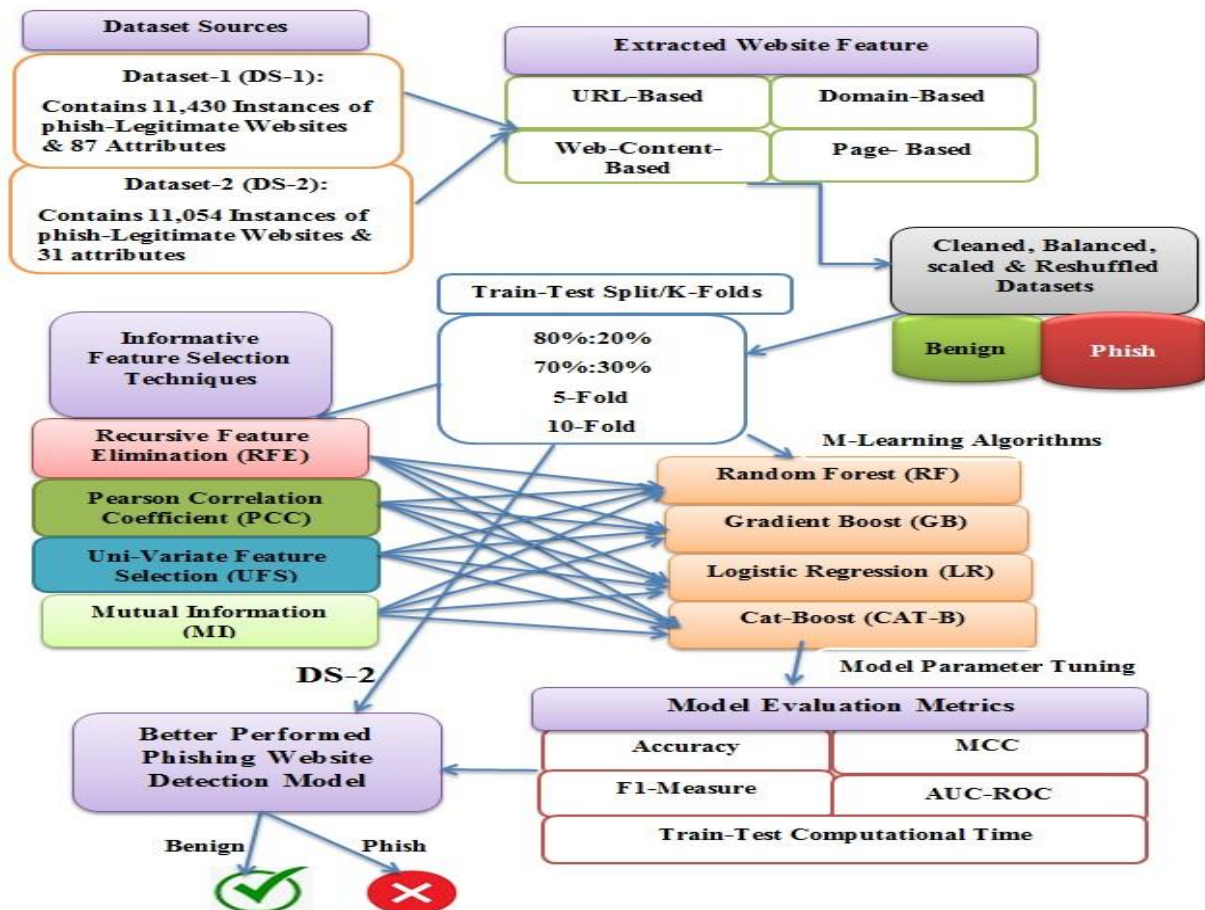 Dataset Sources
Dataset-1 (DS-1):
Contains 11,430 Instances of
phish-Legitimate Websites
& 87 Attributes
Dataset-2 (DS-2):
Contains 11,054 Instances of
phish-Legitimate Websites &
31 attributes
Extracted Website Feature
URL-Based
Domain-Based
Web-Content-
Based
Page- Based
Cleaned, Balanced,
scaled & Reshuffled
Datasets
Benign
Phish
Train-Test Split/K-Folds
80%:20%
70%:30%
5-Fold
10-Fold
Informative
Feature Selection
Techniques
Recursive Feature
Elimination (RFE)
Pearson Correlation
Coefficient (PCC)
Uni-Variate Feature
Selection (UFS)
Mutual Information
(MI)
M-Learning Algorithms
Random Forest (RF)
Gradient Boost (GB)
Logistic Regression (LR)
Cat-Boost (CAT-B)
Model Parameter Tuning
DS-2
Model Evaluation Metrics
Accuracy
MCC
F1-Measure
AUC-ROC
Train-Test Computational Time
Better Performed
Phishing Website
Detection Model
Benign
Phish